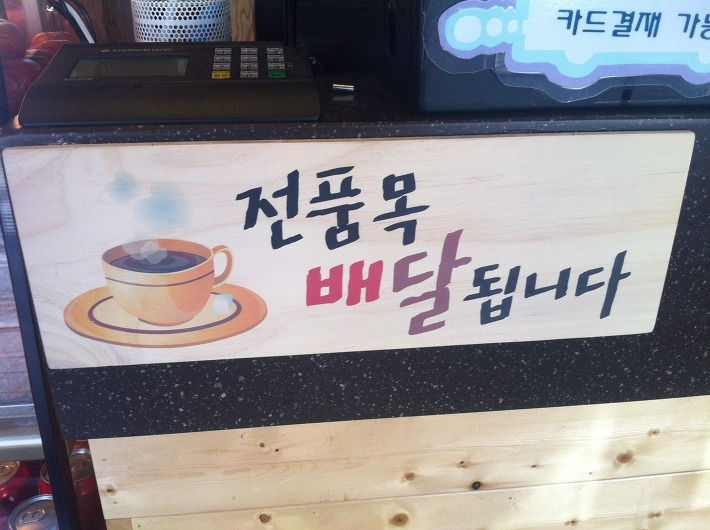 카드결재 가능
전품목
배달됩니다